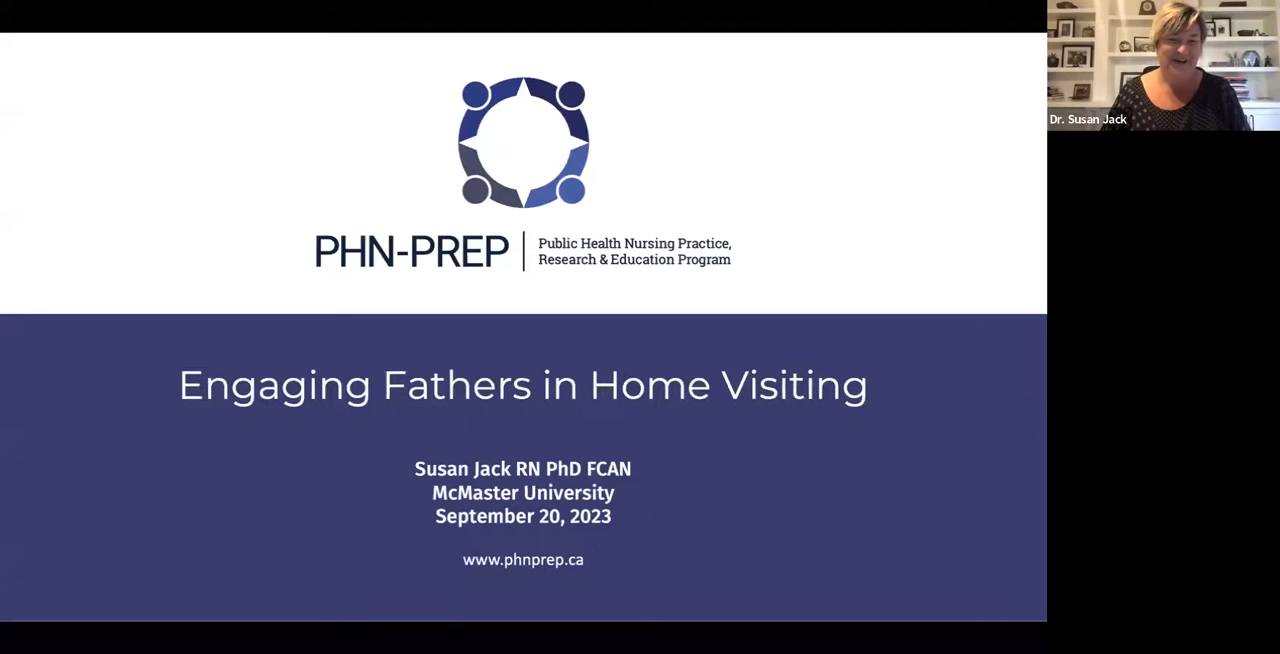 PHN-PREP
Public Health Nursing Practice,
Research & Education Program
Engaging Fathers in Home Visiting
Susan Jack RN PhD FCAN
McMaster University
September 20, 2023
www.phnprep.ca
Dr. Susan Jack